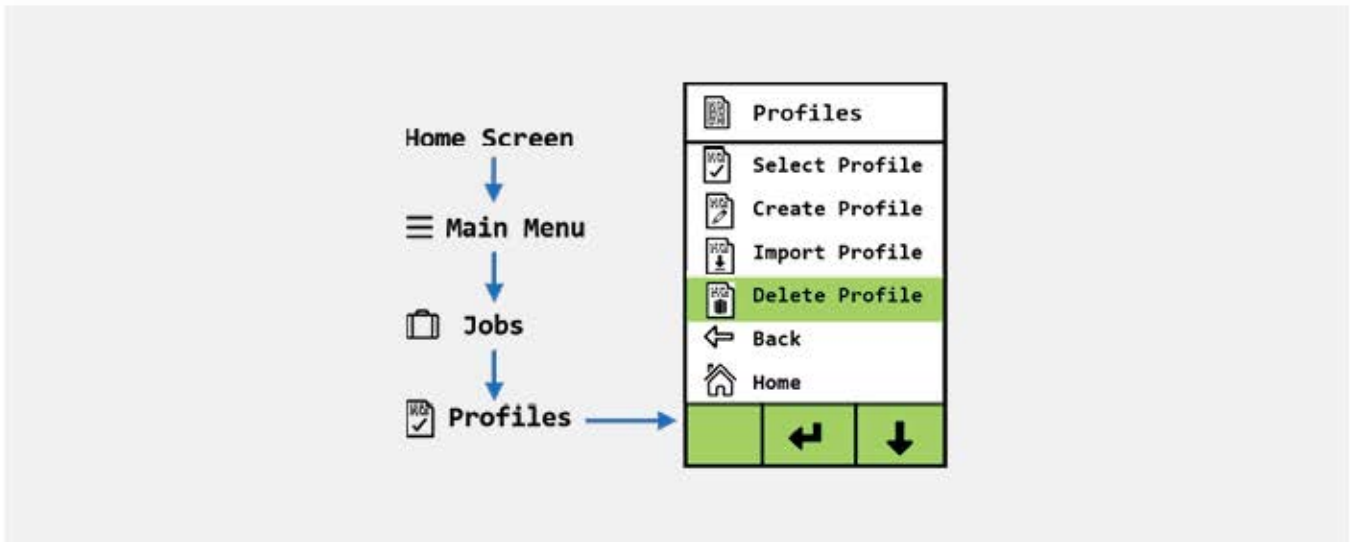 Home Screen
Main Menu
Jobs
Profiles
Profiles
Select Profile
Create Profile
Import Profile
Delete Profile
Back
Home